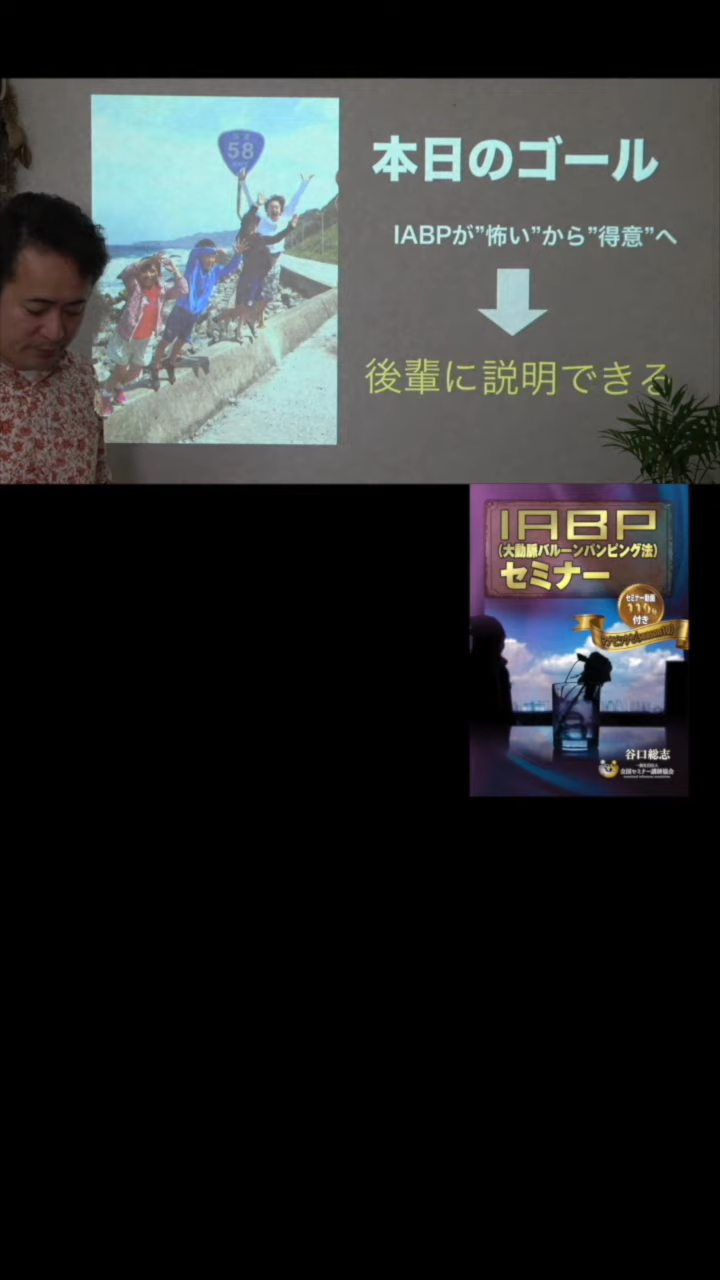 58
本日のゴール
IABPが”怖い”から”得意”へ
後輩に説明できる
IABP
(大動脈バルーンパンピング法)
セミナー
セミナー動画
付き
谷口総志
全国セミナー講師協会